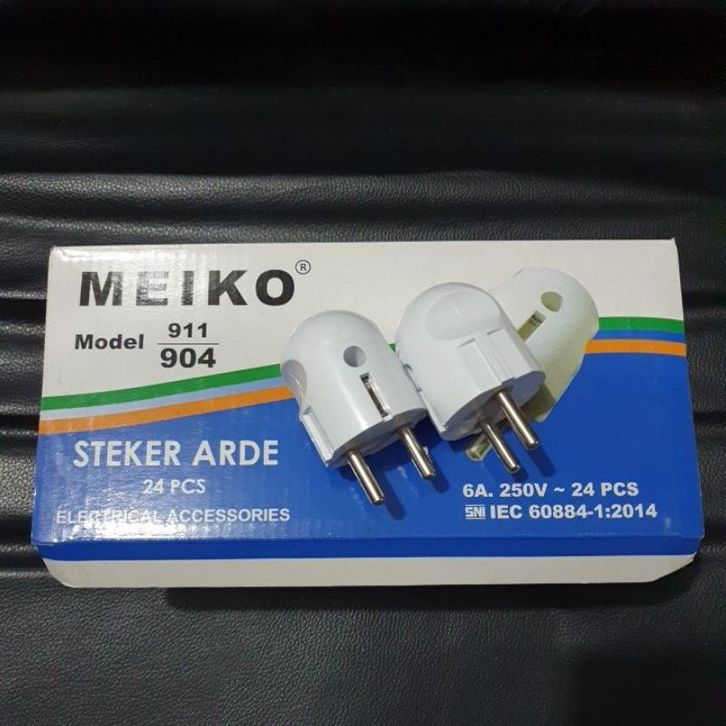 MEIKO®
Model 911
904
STEKER ARDE
24 PCS
ELECTRICAL ACCESSORIES
6A. 250V ~ 24 PCS
SNI IEC 60884-1:2014